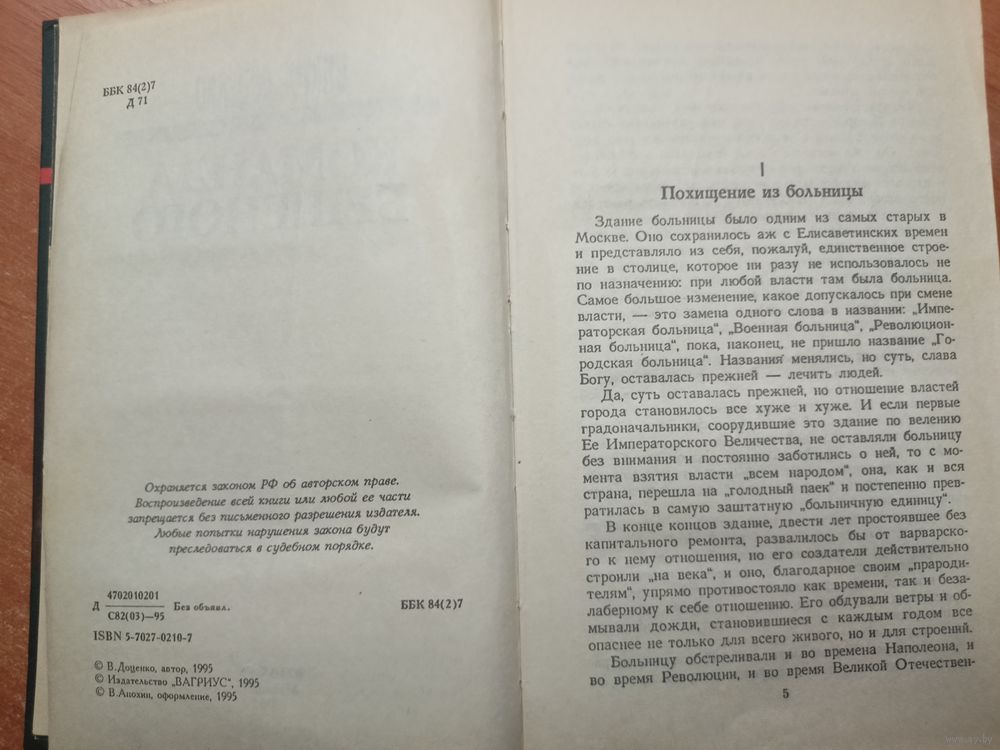 ББК 84(2)7
Д 71
Охраняется законом РФ об авторском праве.
Воспроизведение всей книги или любой ее части
запрещается без письменного разрешения издателя.
Любые попытки нарушения закона будут
преследоваться в судебном порядке.
4702010201
Д Без объявл.
С82(03)—95
ББК 84(2)7
ISBN 5-7027-0210-7
© В.Доценко, автор, 1995
© Издательство „ВАГРИУС“, 1995
© В.Анохин, оформление, 1995
I
Похищение из больницы
Здание больницы было одним из самых старых в
Москве. Оно сохранилось аж с Елисаветинских времен
и представляло из себя, пожалуй, единственное строе-
ние в столице, которое ни разу не использовалось не
по назначению: при любой власти там была больница.
Самое большое изменение, какое допускалось при смене
власти, — это замена одного слова в названии: „Импе-
раторская больница“, „Военная больница“, „Революцион-
ная больница“, пока, наконец, не пришло название „Го-
родская больница“. Названия менялись, но суть, слава
Богу, оставалась прежней — лечить людей.
Да, суть оставалась прежней, но отношение властей
города становилось все хуже и хуже. И если первые
градоначальники, соорудившие это здание по велению
Ее Императорского Величества, не оставляли больницу
без внимания и постоянно заботились о ней, то с мо-
мента взятия власти „всем народом“, она, как и вся
страна, перешла на „голодный паек“ и постепенно прев-
ратилась в самую заштатную „больничную единицу“.
В конце концов здание, двести лет простоявшее без
капитального ремонта, развалилось бы от варварско-
го к нему отношения, но его создатели действительно
строили „на века“, и оно, благодарное своим „прароди-
телям“, упрямо противостояло как времени, так и беза-
лаберному к себе отношению. Его обдували ветры и об-
мывали дожди, становившиеся с каждым годом все
опаснее не только для всего живого, но и для строений.
Больницу обстреливали и во времена Наполеона, и
во время Революции, и во время Великой Отечествен-
5
www.ay.by